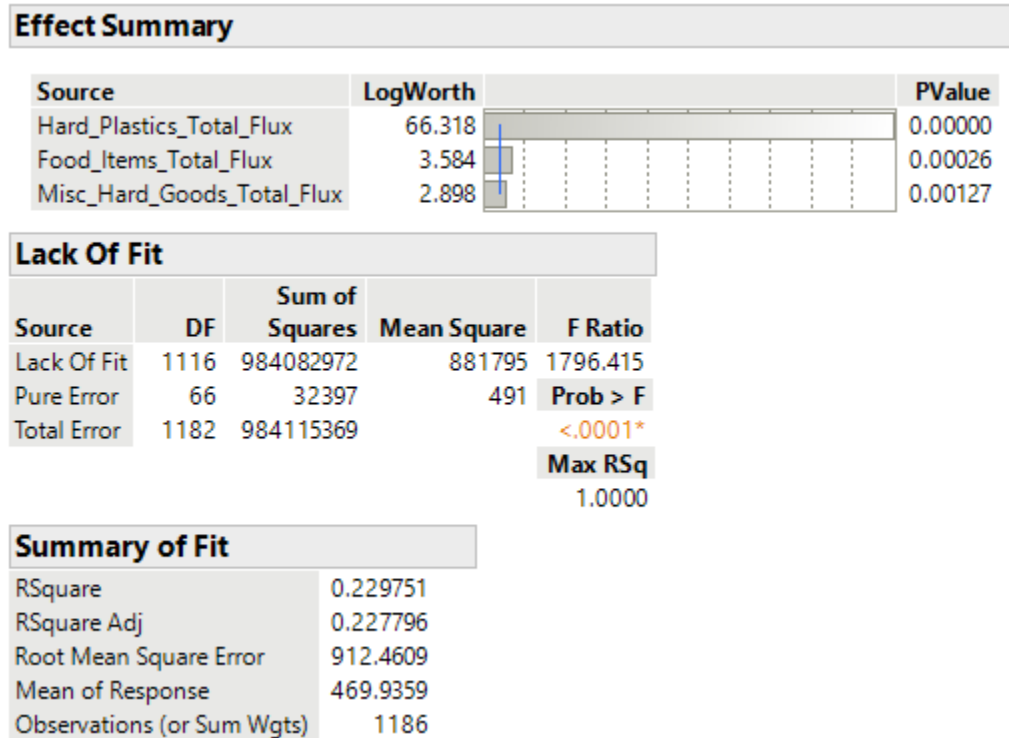 Effect Summary
Source LogWorth PValue
Hard_Plastics_Total_Flux 66.318 0.00000
Food_Items_Total_Flux 3.584 0.00026
Misc_Hard_Goods_Total_Flux 2.898 0.00127
Lack Of Fit
Sum of
Source DF Squares Mean Square F Ratio
Lack Of Fit 1116 984082972 881795 1796.415
Pure Error 66 32397 491 Prob > F
Total Error 1182 984115369 <.0001*
Max RSq
1.0000
Summary of Fit
RSquare 0.229751
RSquare Adj 0.227796
Root Mean Square Error 912.4609
Mean of Response 469.9359
Observations (or Sum Wgts) 1186